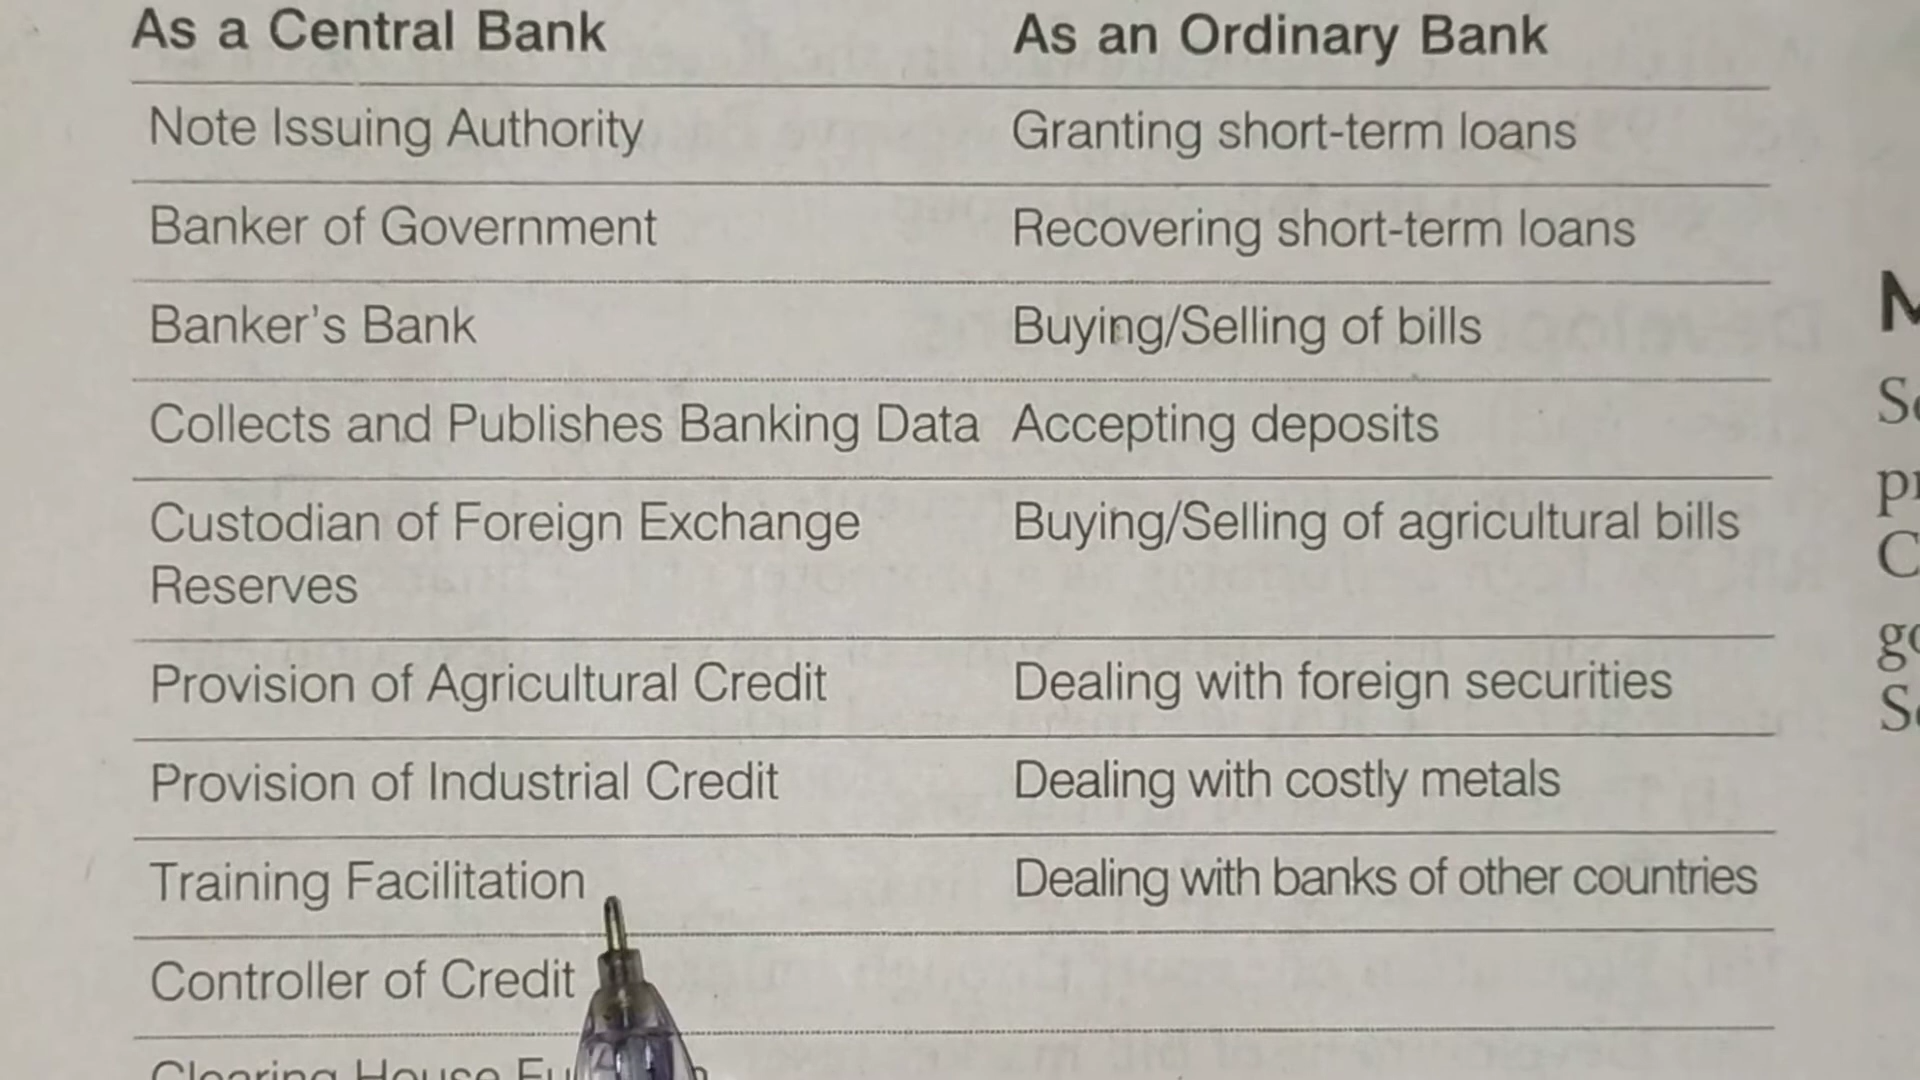 As a Central Bank As an Ordinary Bank
Note Issuing Authority Granting short-term loans
Banker of Government Recovering short-term loans
Banker's Bank Buying/Selling of bills
Collects and Publishes Banking Data Accepting deposits
Custodian of Foreign Exchange Buying/Selling of agricultural bills
Reserves
Provision of Agricultural Credit Dealing with foreign securities
Provision of Industrial Credit Dealing with costly metals
Training Facilitation Dealing with banks of other countries
Controller of Credit
Clearing House